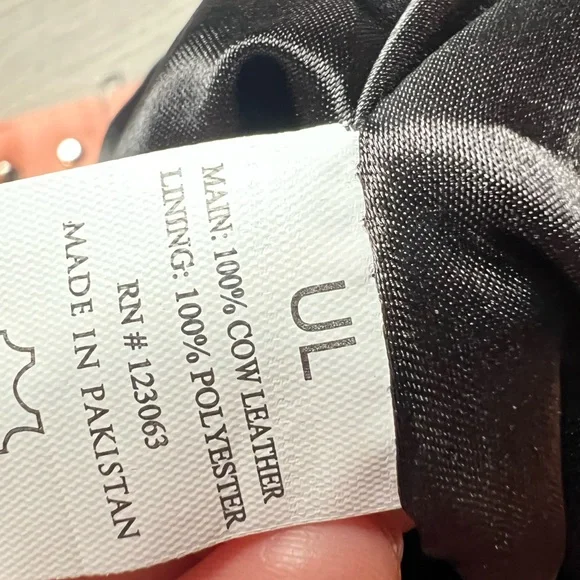 UL
MAIN: 100% COW LEATHER
LINING: 100% POLYESTER
RN # 123063
MADE IN PAKISTAN